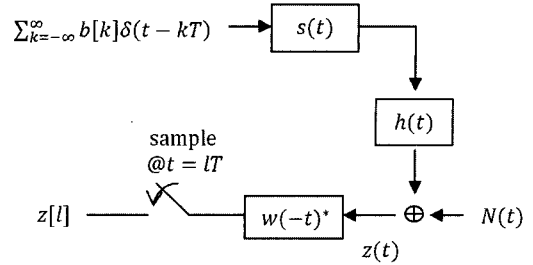 ∑_{k=-∞}^{∞} b[k]δ(t − kT)
s(t)
h(t)
sample
@t = lT
z[l]
w(−t)*
⊕
N(t)
z(t)